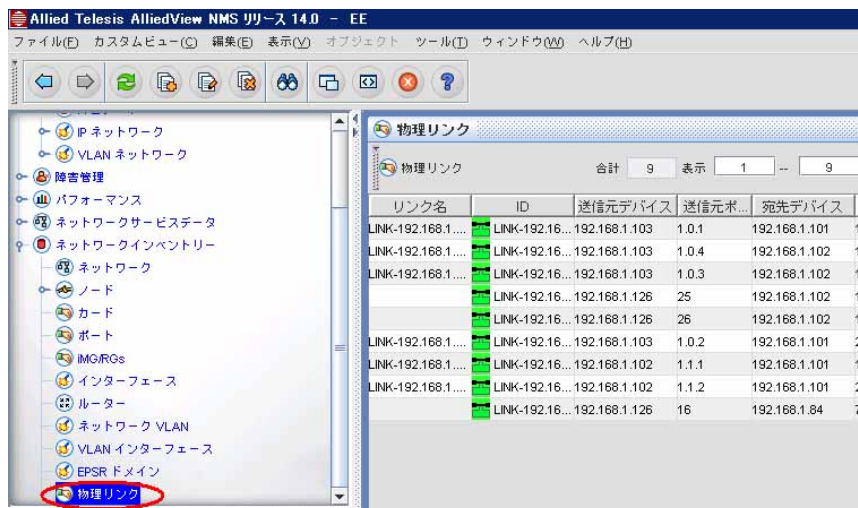 Allied Telesis AlliedView NMS リリース 14.0 - EE
ファイル(F) カスタムビュー(C) 編集(E) 表示(V) オブジェクト ツール(T) ウィンドウ(W) ヘルプ(H)
IP ネットワーク
VLAN ネットワーク
障害管理
パフォーマンス
ネットワークサービスデータ
ネットワークインベントリー
ネットワーク
ノード
カード
ポート
iMG/RGs
インターフェース
ルーター
ネットワーク VLAN
VLAN インターフェース
EPSR ドメイン
物理リンク
物理リンク
物理リンク 合計 9 表示 1 -- 9
リンク名 ID 送信元デバイス 送信元ポ... 宛先デバイス
LINK-192.168.1.... LINK-192.16... 192.168.1.103 1.0.1 192.168.1.101
LINK-192.168.1.... LINK-192.16... 192.168.1.103 1.0.4 192.168.1.102
LINK-192.168.1.... LINK-192.16... 192.168.1.103 1.0.3 192.168.1.102
LINK-192.16... 192.168.1.126 25 192.168.1.102
LINK-192.16... 192.168.1.126 26 192.168.1.102
LINK-192.168.1.... LINK-192.16... 192.168.1.103 1.0.2 192.168.1.101
LINK-192.168.1.... LINK-192.16... 192.168.1.102 1.1.1 192.168.1.101
LINK-192.168.1.... LINK-192.16... 192.168.1.102 1.1.2 192.168.1.101
LINK-192.16... 192.168.1.126 16 192.168.1.84